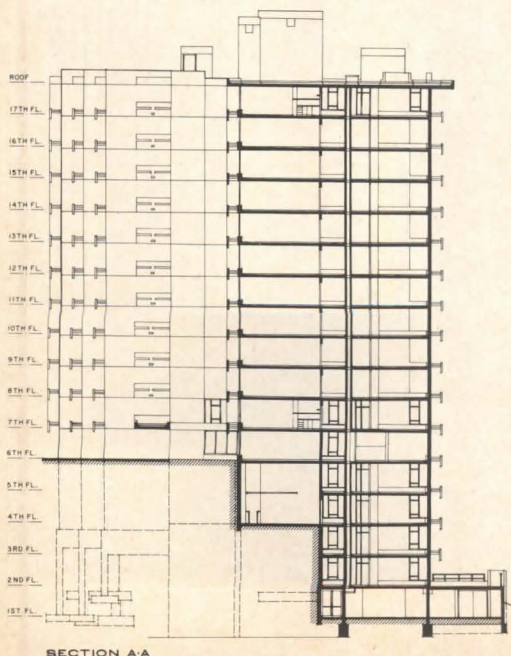 ROOF
17TH FL.
16TH FL.
15TH FL.
14TH FL.
13TH FL.
12TH FL.
11TH FL.
10TH FL.
9TH FL.
8TH FL.
7TH FL.
6TH FL.
5TH FL.
4TH FL.
3RD FL.
2ND FL.
1ST FL.
SECTION A-A